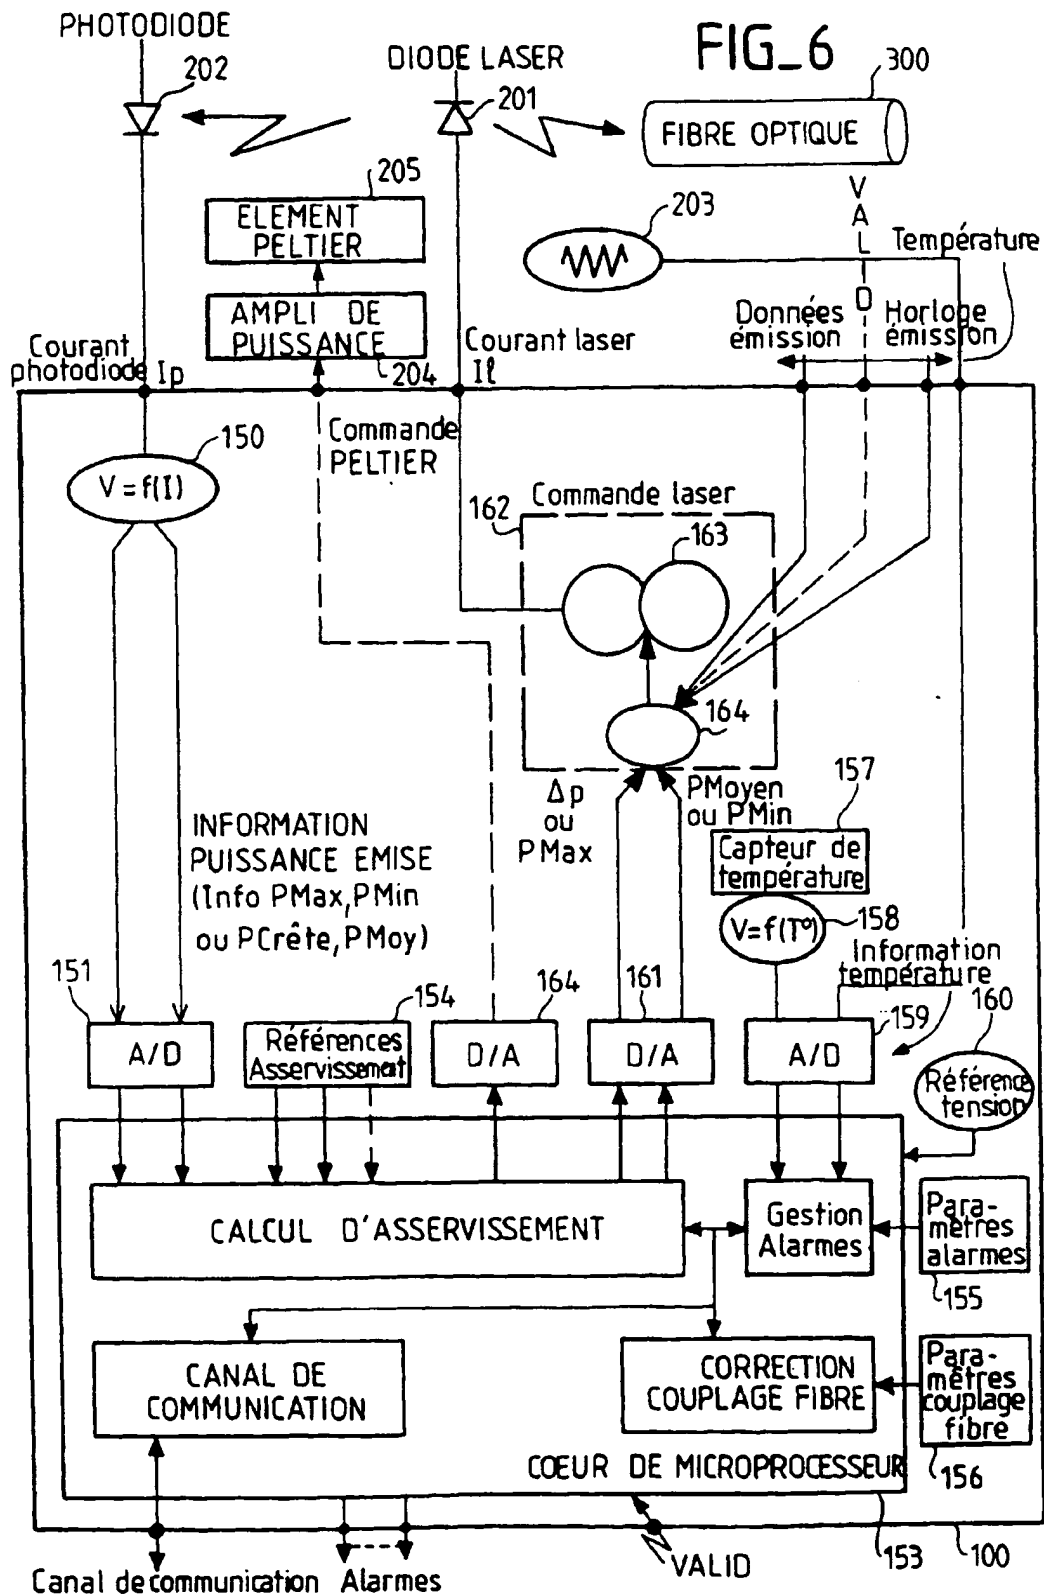 PHOTODIODE
202
DIODE LASER
201
FIG_6
300
FIBRE OPTIQUE
205
ELEMENT
PELTIER
203
VALID
Température
AMPLI DE
PUISSANCE
204
Données
émission
Horloge
émission
Courant
photodiode Ip
Courant laser
Il
150
V=f(I)
Commande
PELTIER
Commande laser
162
163
164
Δp
ou
PMax
PMoyen
ou PMin
157
Capteur de
température
INFORMATION
PUISSANCE EMISE
(Info PMax, PMin
ou PCrête, PMoy)
V=f(T°)
158
Information
température
151
154
164
161
159
160
A/D
Références
Asservissement
D/A
D/A
A/D
Référence
tension
CALCUL D'ASSERVISSEMENT
Gestion
Alarmes
Para-
mètres
alarmes
155
CANAL DE
COMMUNICATION
CORRECTION
COUPLAGE FIBRE
Para-
mètres
couplage
fibre
156
COEUR DE MICROPROCESSEUR
153
100
VALID
Canal de communication
Alarmes